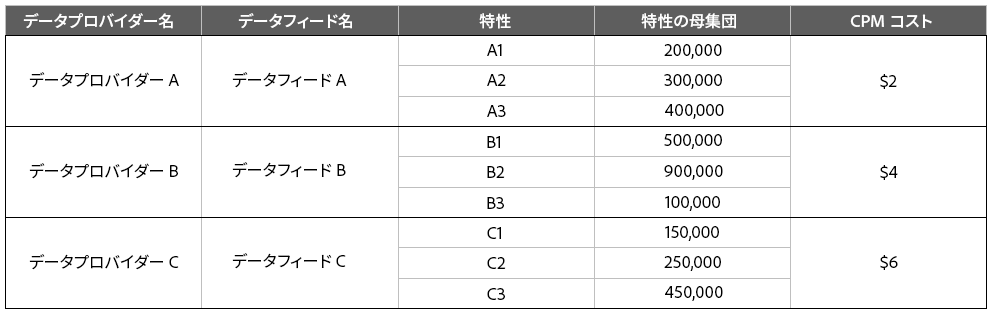 データプロバイダー名 データフィード名 特性 特性の母集団 CPM コスト
A1 200,000
データプロバイダー A データフィード A A2 300,000 $2
A3 400,000
B1 500,000
データプロバイダー B データフィード B B2 900,000 $4
B3 100,000
C1 150,000
データプロバイダー C データフィード C C2 250,000 $6
C3 450,000